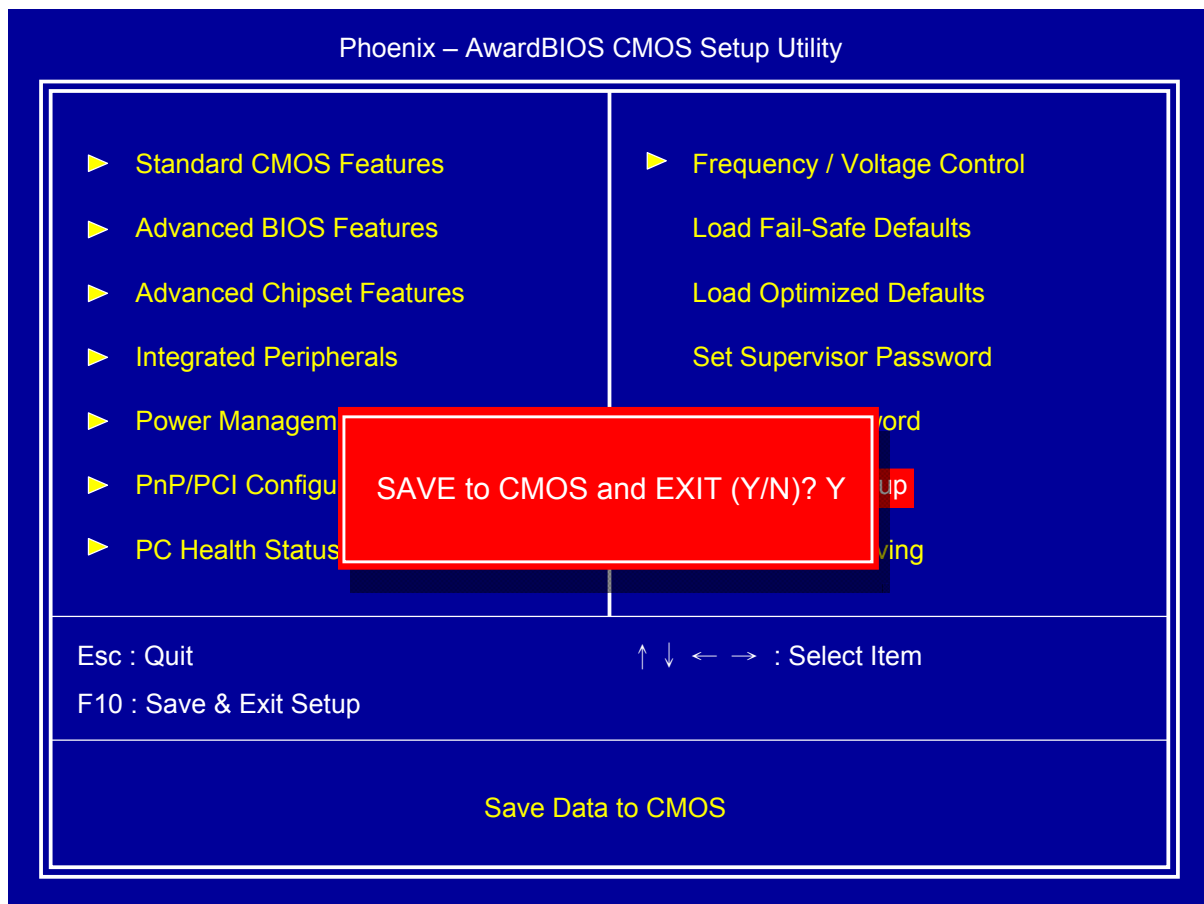 Phoenix – AwardBIOS CMOS Setup Utility
Standard CMOS Features
Advanced BIOS Features
Advanced Chipset Features
Integrated Peripherals
Power Managem
PnP/PCI Configu
PC Health Status
Frequency / Voltage Control
Load Fail-Safe Defaults
Load Optimized Defaults
Set Supervisor Password
ord
up
ving
SAVE to CMOS and EXIT (Y/N)? Y
Esc : Quit
↑ ↓ ← → : Select Item
F10 : Save & Exit Setup
Save Data to CMOS